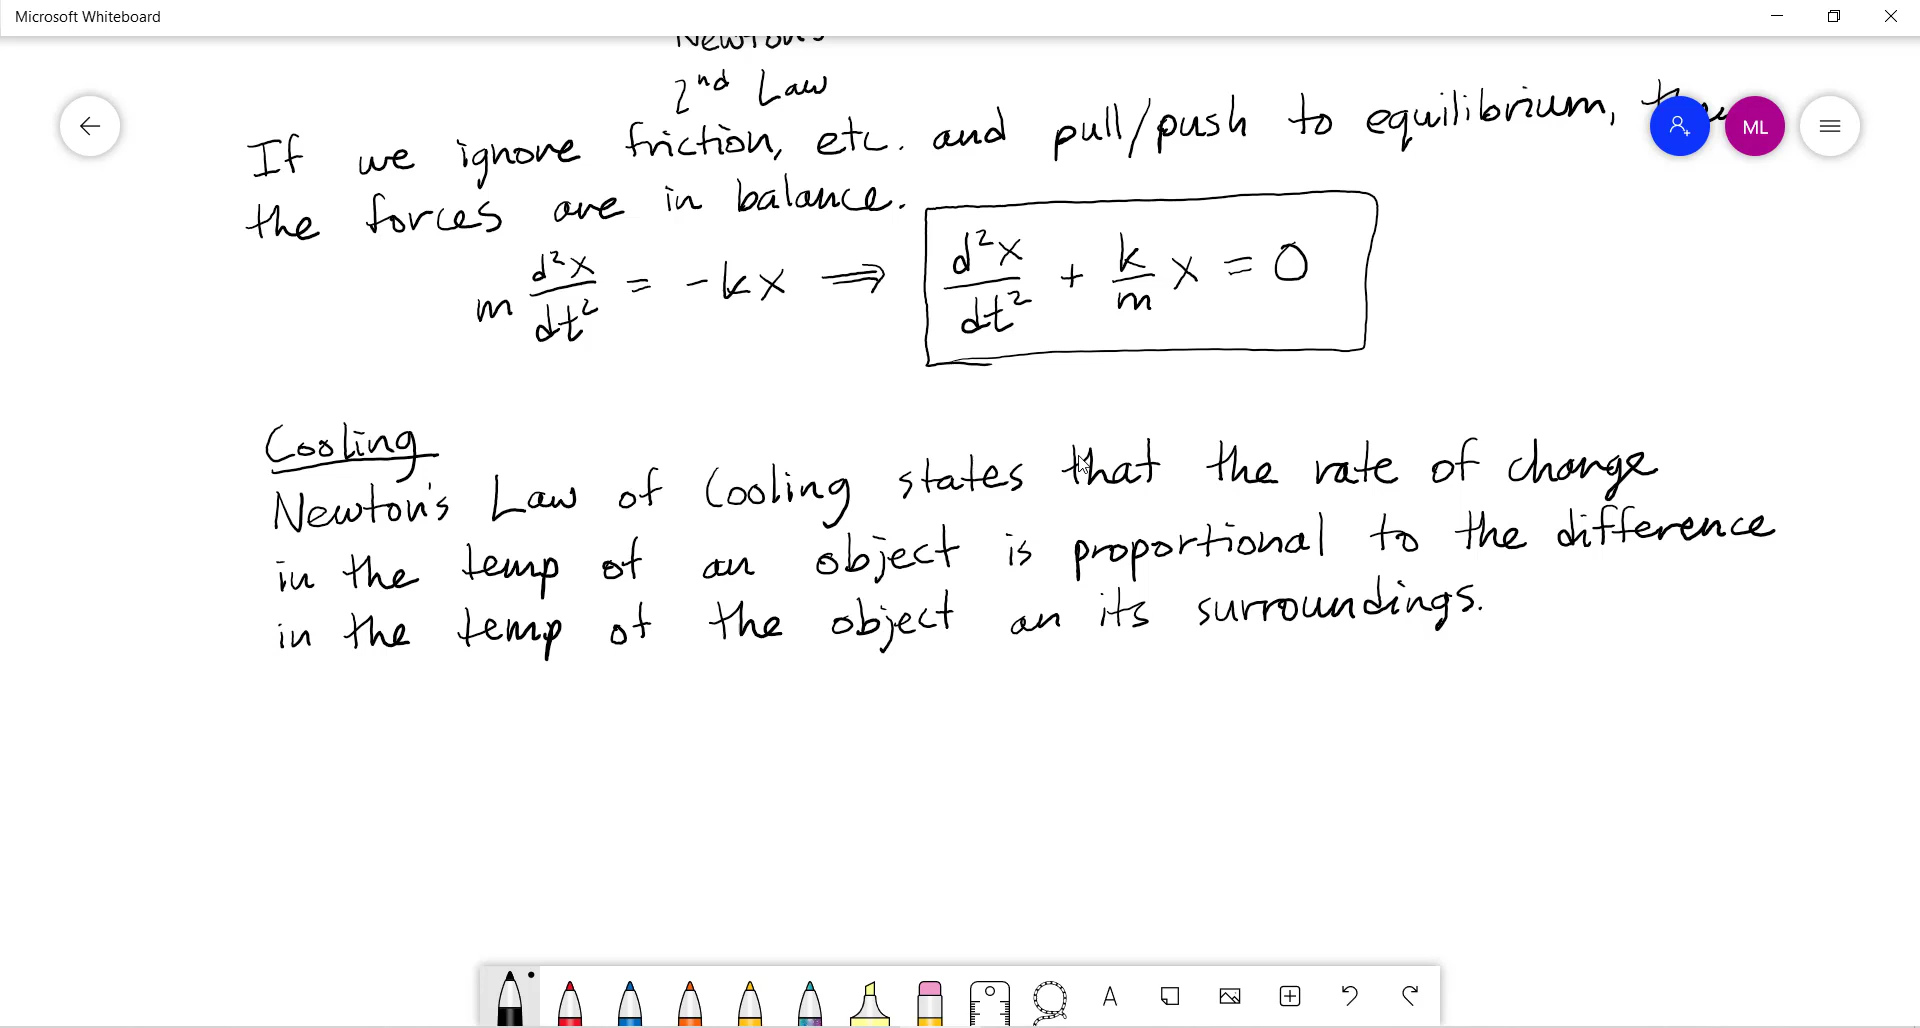 Microsoft Whiteboard
Newton's
2nd Law
If we ignore friction, etc. and pull/push to equilibrium,
the forces are in balance.
m d²x/dt² = -kx ⟹ d²x/dt² + k/m x = 0
ML
Cooling
Newton's Law of Cooling states that the rate of change
in the temp of an object is proportional to the difference
in the temp of the object an its surroundings.
A